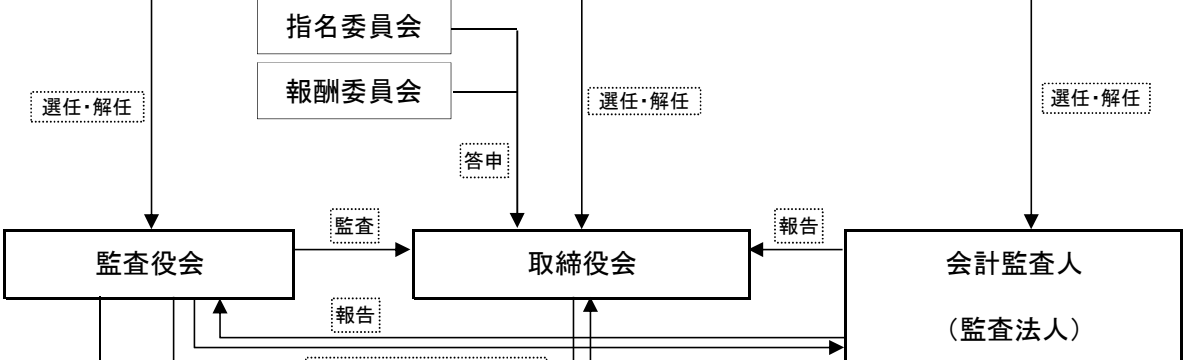 指名委員会
報酬委員会
選任・解任
選任・解任
選任・解任
答申
監査
報告
監査役会
取締役会
会計監査人
（監査法人）
報告